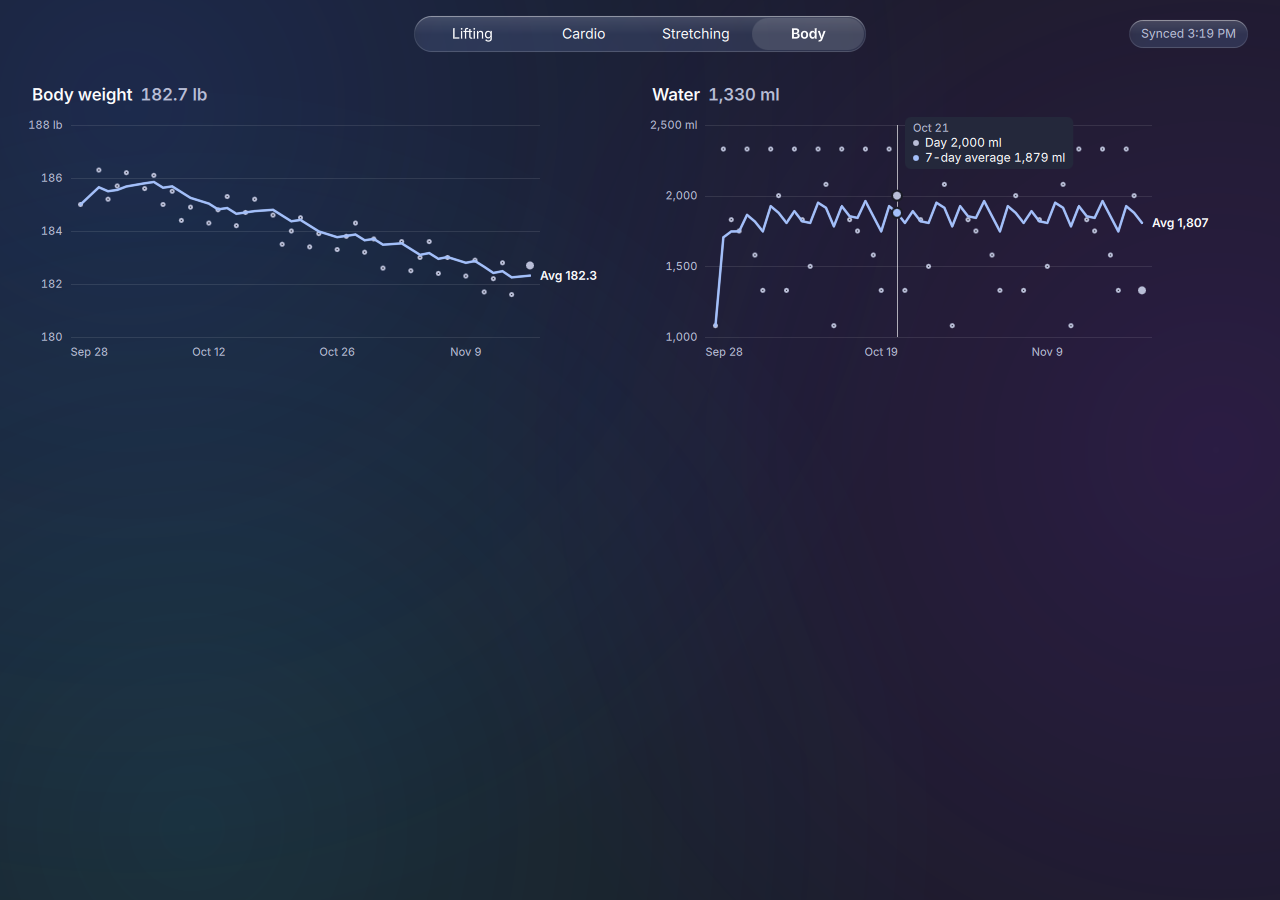 Lifting Cardio Stretching Body
Synced 3:19 PM
Body weight 182.7 lb
188 lb
186
184
182
180
Avg 182.3
Sep 28 Oct 12 Oct 26 Nov 9
Water 1,330 ml
2,500 ml
2,000
1,500
1,000
Oct 21
Day 2,000 ml
7-day average 1,879 ml
Avg 1,807
Sep 28 Oct 19 Nov 9